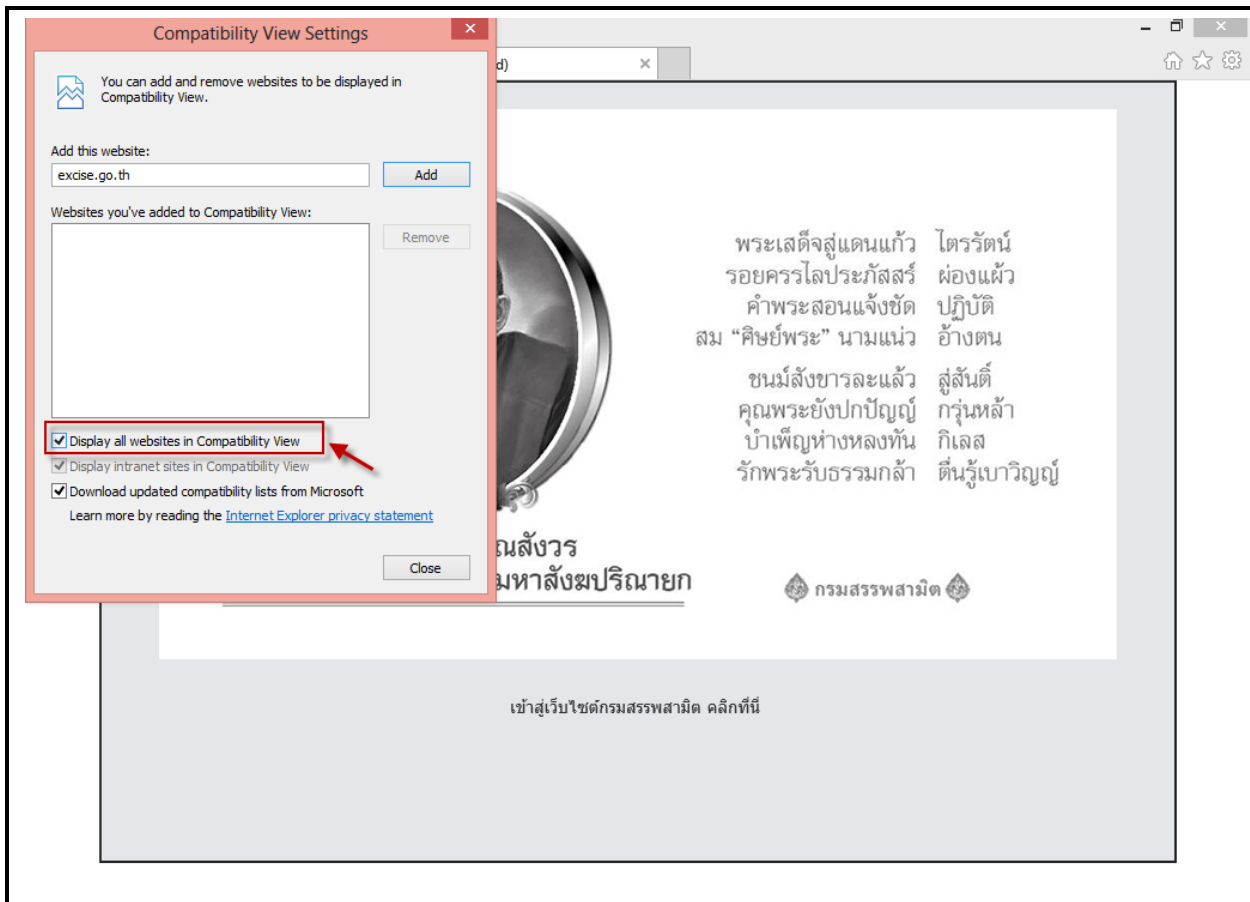 Compatibility View Settings
You can add and remove websites to be displayed in
Compatibility View.
Add this website:
excise.go.th
Add
Websites you've added to Compatibility View:
Remove
Display all websites in Compatibility View
Display intranet sites in Compatibility View
Download updated compatibility lists from Microsoft
Learn more by reading the Internet Explorer privacy statement
Close
d)
พระเสด็จสู่แดนแก้ว ไตรรัตน์
รอยครรไลประภัสสร์ ผ่องแผ้ว
คำพระสอนแจ้งชัด ปฏิบัติ
สม “ศิษย์พระ” นามแน่ว อ้างตน
ชนม์สังขารละแล้ว สู่สันติ์
คุณพระยังปกปัญญ์ กรุ่นหล้า
บำเพ็ญห่างหลงทัน กิเลส
รักพระรับธรรมกล้า ตื่นรู้เบาวิญญ์
ณสังวร
มหาสังฆปริณายก
กรมสรรพสามิต
เข้าสู่เว็บไซต์กรมสรรพสามิต คลิกที่นี่